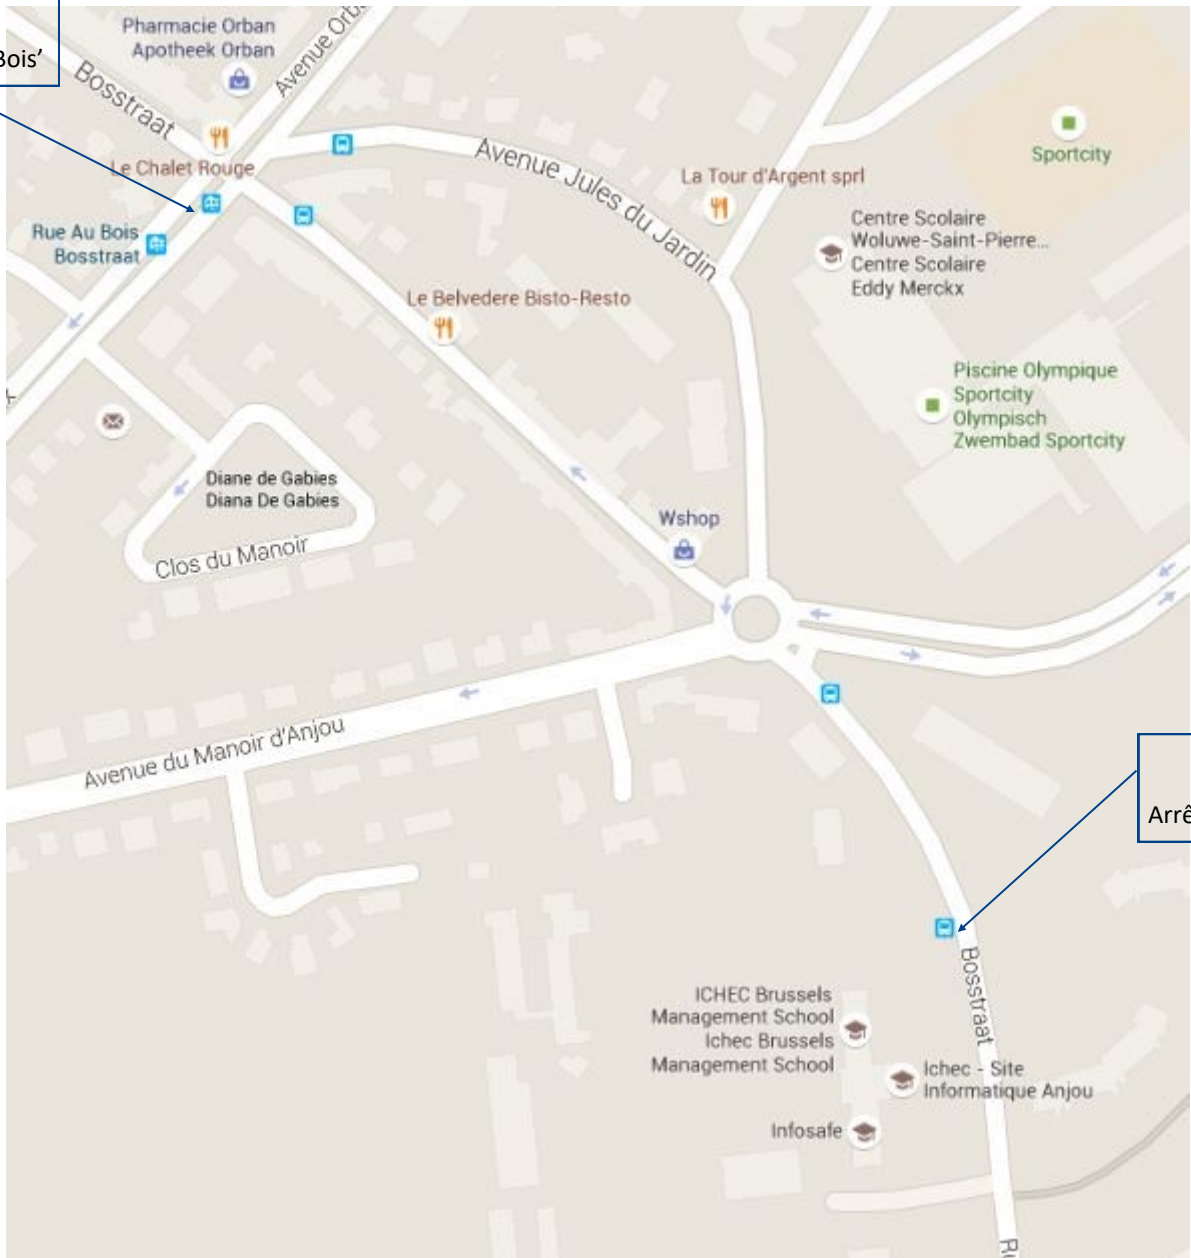 Bois’
Pharmacie Orban
Apotheek Orban
Avenue Orb
Bosstraat
Le Chalet Rouge
Rue Au Bois
Bosstraat
Avenue Jules du Jardin
La Tour d'Argent sprl
Sportcity
Centre Scolaire
Woluwe-Saint-Pierre...
Centre Scolaire
Eddy Merckx
Le Belvedere Bisto-Resto
Piscine Olympique
Sportcity
Olympisch
Zwembad Sportcity
Diane de Gabies
Diana De Gabies
Clos du Manoir
Wshop
Avenue du Manoir d'Anjou
Arrê
Bosstraat
ICHEC Brussels
Management School
Ichec Brussels
Management School
Ichec - Site
Informatique Anjou
Infosafe